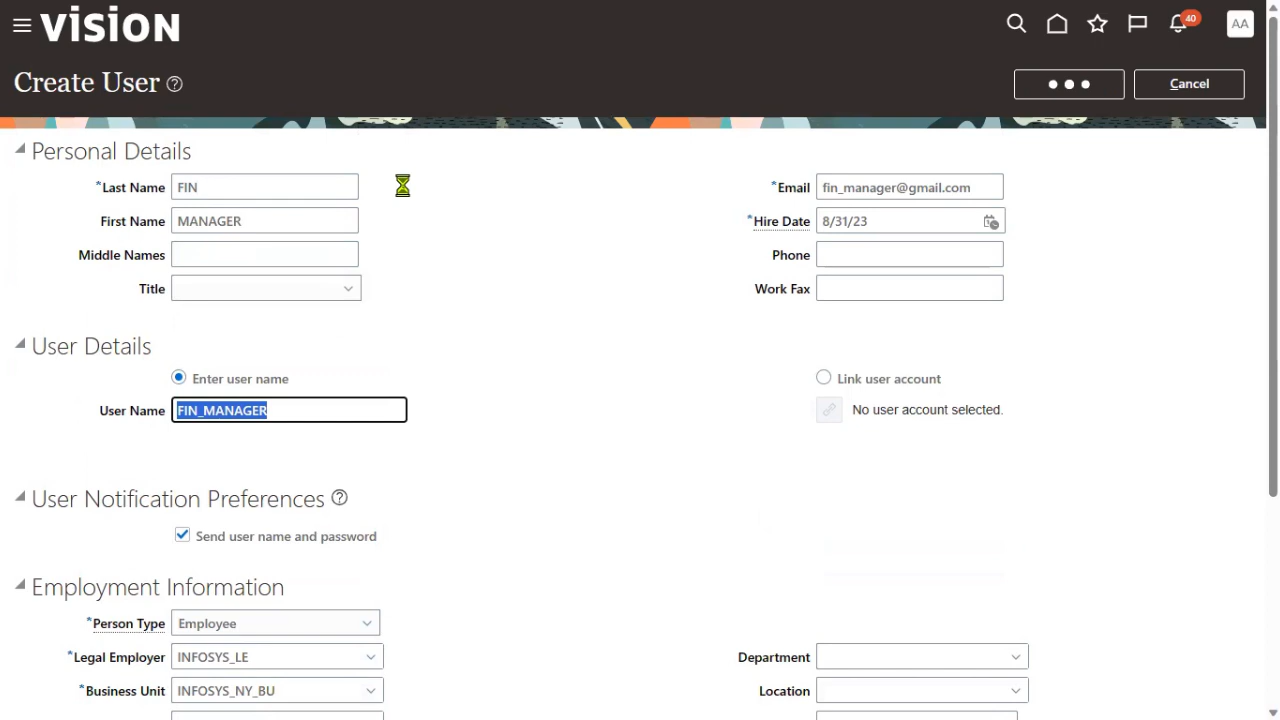 VISION
40
AA
Create User
Cancel
Personal Details
*Last Name FIN
*Email fin_manager@gmail.com
First Name MANAGER
*Hire Date 8/31/23
Middle Names
Phone
Title
Work Fax
User Details
Enter user name
Link user account
User Name FIN_MANAGER
No user account selected.
User Notification Preferences
Send user name and password
Employment Information
*Person Type Employee
*Legal Employer INFOSYS_LE
Department
*Business Unit INFOSYS_NY_BU
Location